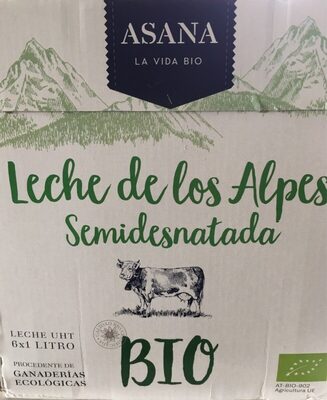 ASANA
LA VIDA BIO
Leche de los Alpes
Semidesnatada
LECHE UHT
6x1 LITRO
PROCEDENTE DE
GANADERÍAS
ECOLÓGICAS
BIO
AT-BIO-902
Agricultura UE